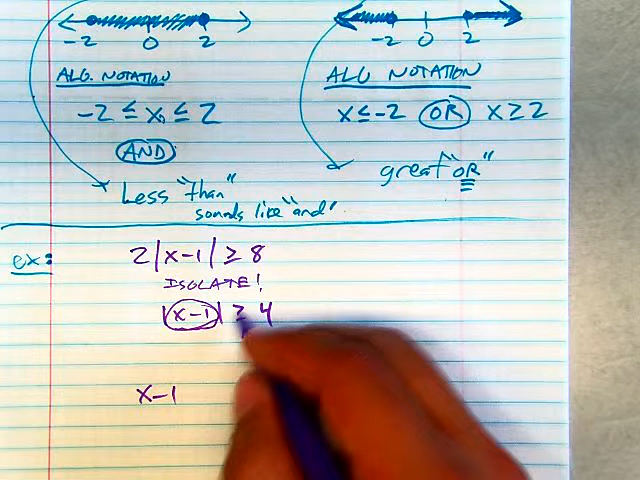 -2 0 2
ALG. NOTATION
-2 ≤ x ≤ 2
AND
Less "than"
sounds like "and"
-2 0 2
ALG NOTATION
x ≤ -2 OR x ≥ 2
great "OR"
ex: 2|x-1| ≥ 8
ISOLATE!
|x-1| ≥ 4
x-1